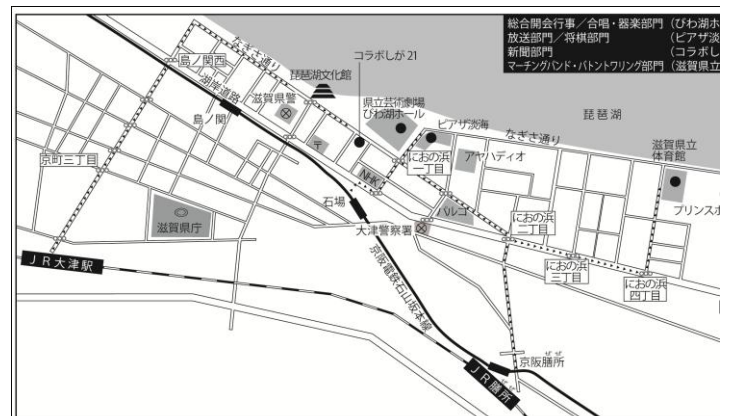 総合開会行事／合唱・器楽部門（びわ湖ホ
放送部門／将棋部門（ピアザ淡
新聞部門（コラボし
マーチングバンド・バトントワリング部門（滋賀県立
なぎさ通り
コラボしが21
島ノ関西
琵琶湖文化館
湖岸道路
滋賀県警
県立芸術劇場
びわ湖ホール
琵琶湖
ピアザ淡海
なぎさ通り
島ノ関
〒
におの浜
一丁目
アヤハディオ
滋賀県立
体育館
京町三丁目
NHK
石場
パルコ
プリンスホ
滋賀県庁
大津警察署
におの浜
二丁目
におの浜
三丁目
におの浜
四丁目
JR大津駅
京阪電鉄石山坂本線
ぜぜ
京阪膳所
ぜぜ
JR膳所